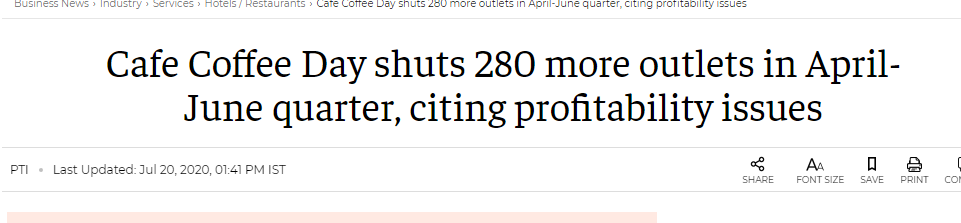 Business News › Industry › Services › Hotels / Restaurants › Cafe Coffee Day shuts 280 more outlets in April-June quarter, citing profitability issues
Cafe Coffee Day shuts 280 more outlets in April-
June quarter, citing profitability issues
PTI • Last Updated: Jul 20, 2020, 01:41 PM IST
SHARE FONT SIZE SAVE PRINT